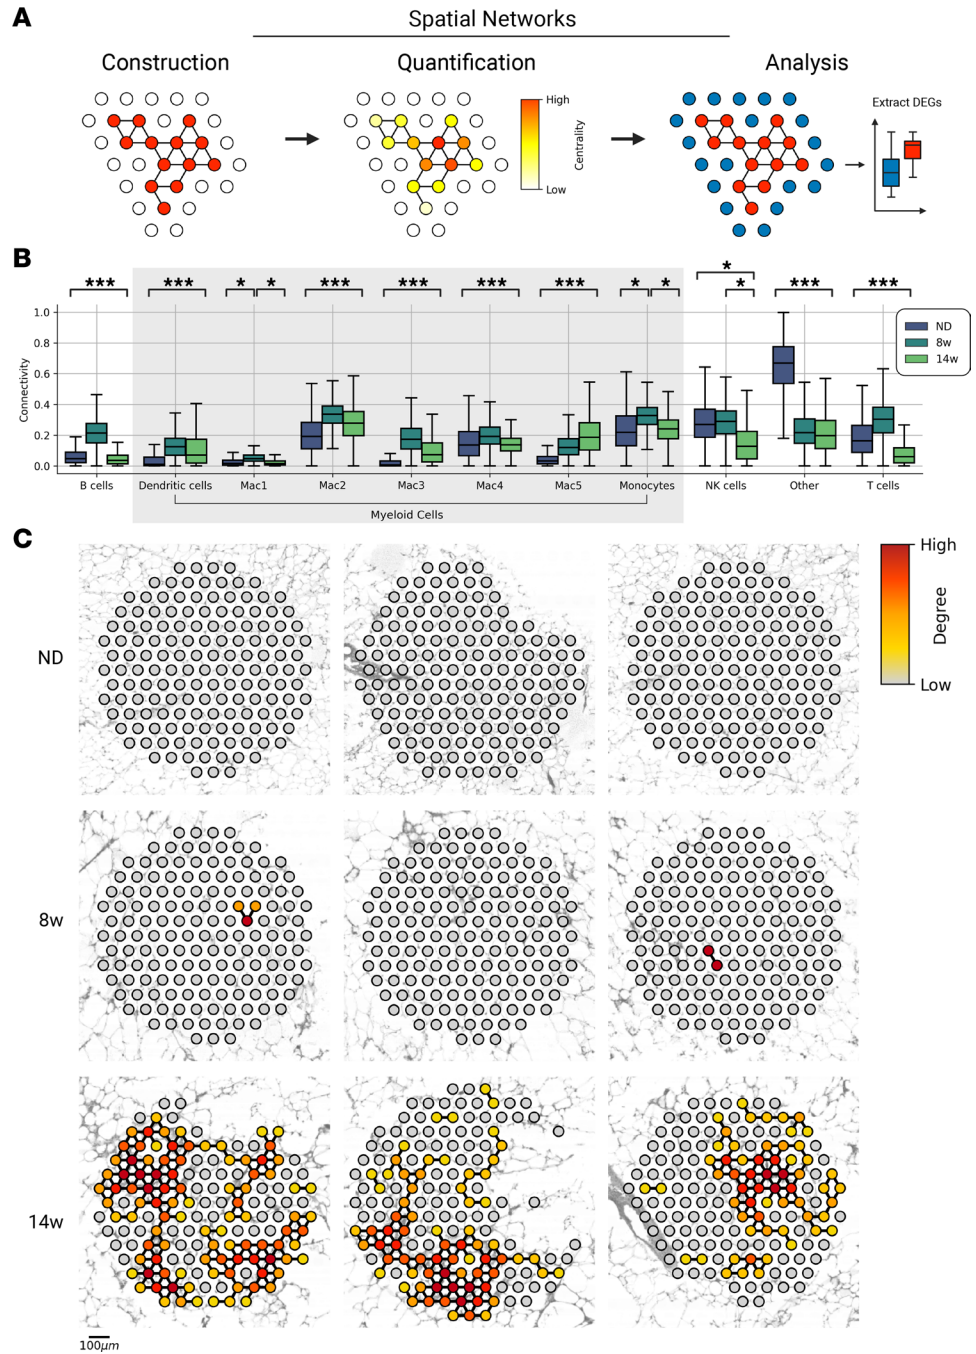 A
Spatial Networks
Construction
Quantification
Analysis
High
Centrality
Low
Extract DEGs
B
*** *** * * *** *** *** *** * * * * *** ***
Connectivity
1.0
0.8
0.6
0.4
0.2
0.0
ND
8w
14w
B cells Dendritic cells Mac1 Mac2 Mac3 Mac4 Mac5 Monocytes NK cells Other T cells
Myeloid Cells
C
High
Degree
Low
ND
8w
14w
100μm